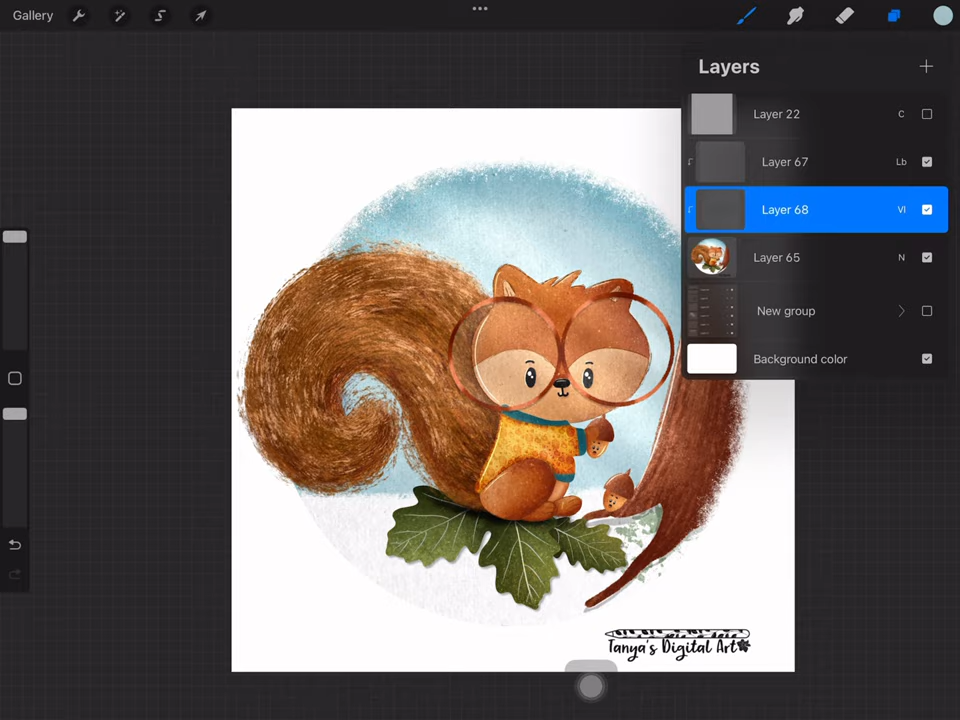 Gallery
Layers
Layer 22 C
Layer 67 Lb
Layer 68 Vl
Layer 65 N
New group
Background color
Tanya's Digital Art